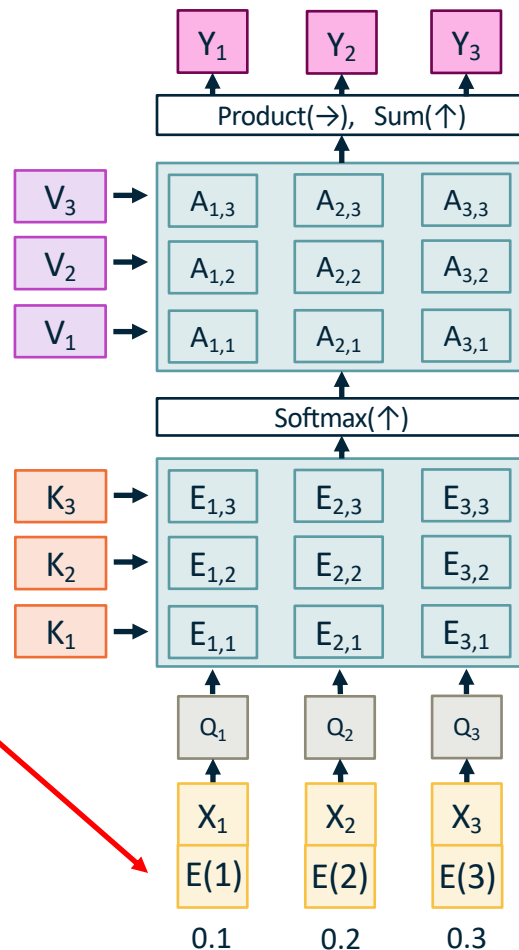 Y1 Y2 Y3
Product(→), Sum(↑)
V3 A1,3 A2,3 A3,3
V2 A1,2 A2,2 A3,2
V1 A1,1 A2,1 A3,1
Softmax(↑)
K3 E1,3 E2,3 E3,3
K2 E1,2 E2,2 E3,2
K1 E1,1 E2,1 E3,1
Q1 Q2 Q3
X1 X2 X3
E(1) E(2) E(3)
0.1 0.2 0.3